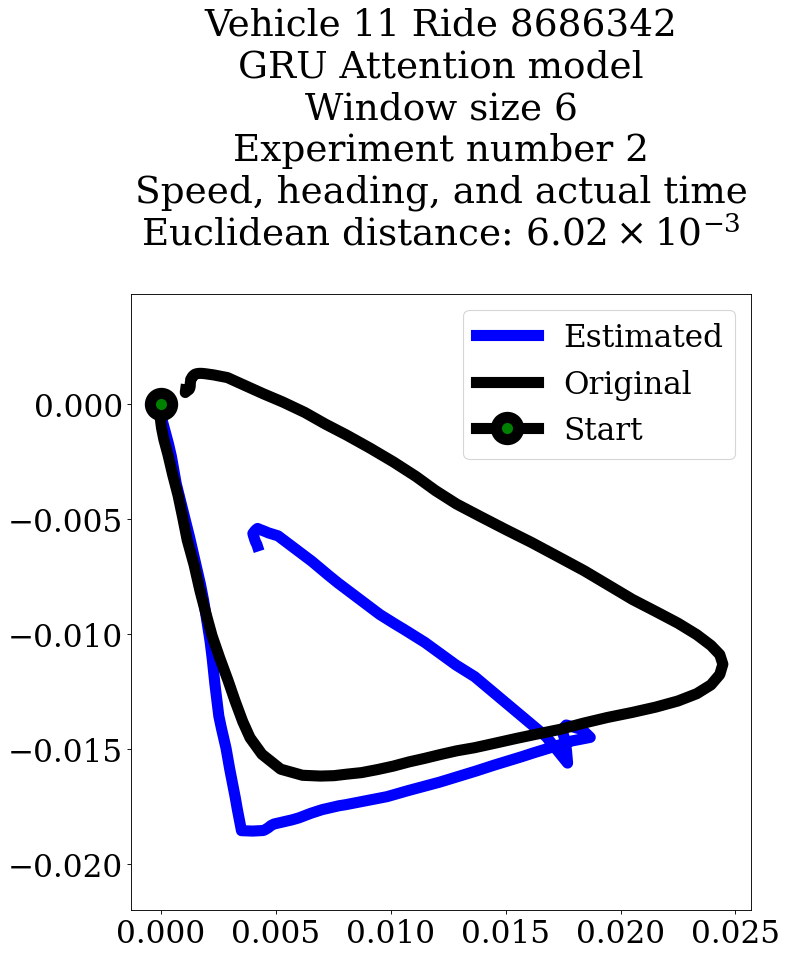 Vehicle 11 Ride 8686342
GRU Attention model
Window size 6
Experiment number 2
Speed, heading, and actual time
Euclidean distance: 6.02 × 10⁻³
Estimated
Original
Start
0.000
−0.005
−0.010
−0.015
−0.020
0.000 0.005 0.010 0.015 0.020 0.025